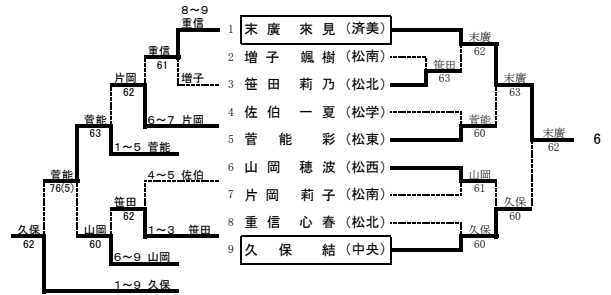 8～9
重信
1 末廣 來見 (済美)
末廣
重信
62
2 増子 颯樹 (松南)
61
笹田
片岡
増子
末廣
3 笹田 莉乃 (松北)
63
62
63
4 佐伯 一夏 (松学)
菅能
6～7 片岡
菅能
63
5 菅能 彩 (松東)
60
末廣
1～5 菅能
62
6
6 山岡 穂波 (松西)
菅能
4～5 佐伯
山岡
76(5)
7 片岡 莉子 (松南)
61
笹田
久保
62
8 重信 心春 (松北)
60
久保
山岡
1～3 笹田
久保
62
60
9 久保 結 (中央)
60
6～9 山岡
1～9 久保